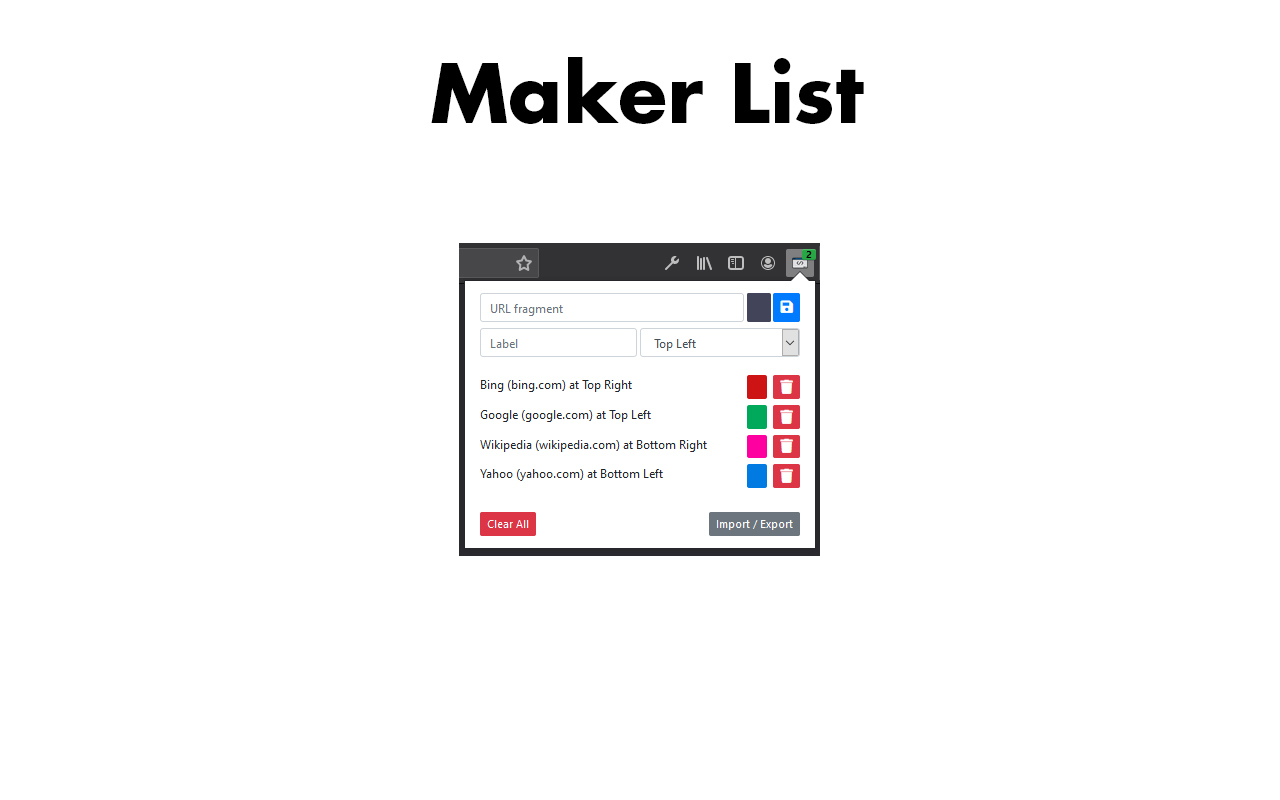 Maker List
2
URL fragment
Label
Top Left
Bing (bing.com) at Top Right
Google (google.com) at Top Left
Wikipedia (wikipedia.com) at Bottom Right
Yahoo (yahoo.com) at Bottom Left
Clear All
Import / Export